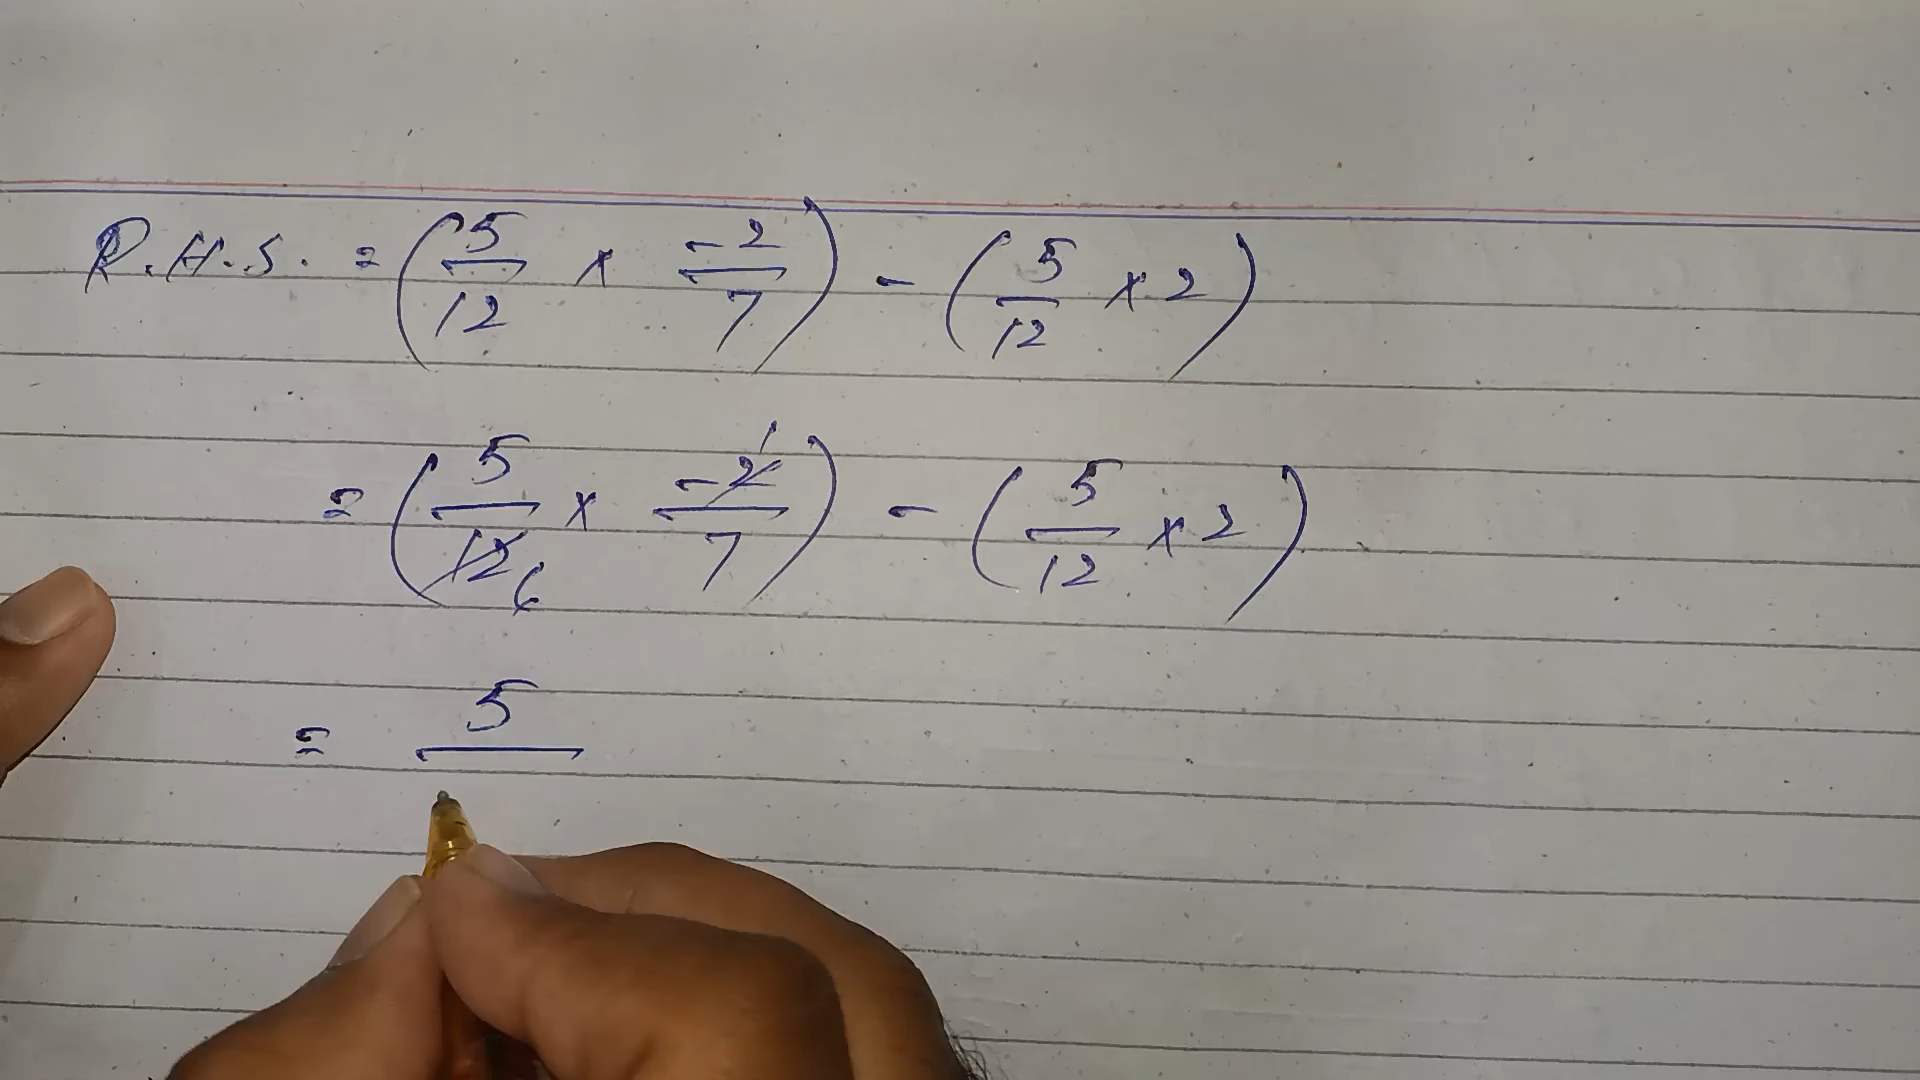 R.H.S. = (5/12 × -2/7) - (5/12 × 2)
= (5/12 6 × -2 1/7) - (5/12 × 2)
= 5/